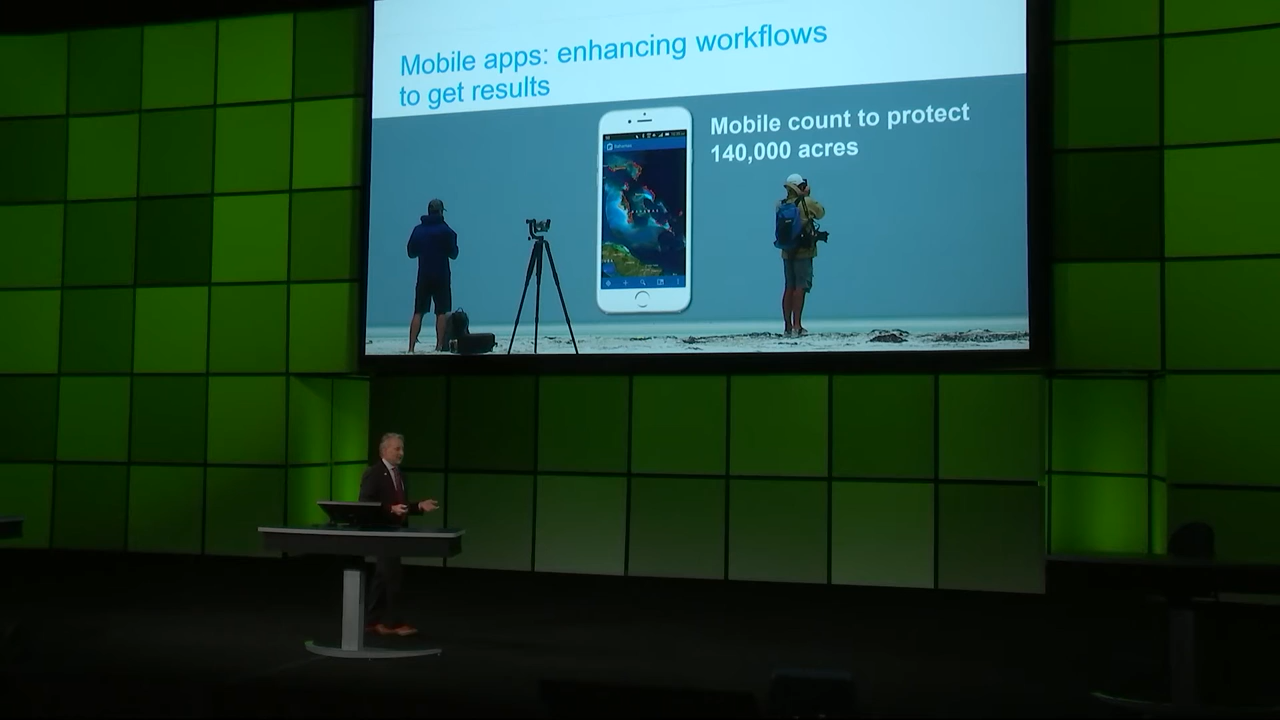 Mobile apps: enhancing workflows
to get results
Mobile count to protect
140,000 acres